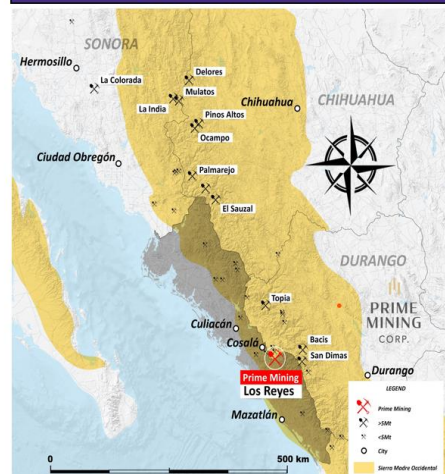 SONORA
Hermosillo
La Colorada
Delores
Mulatos
La India
Chihuahua
CHIHUAHUA
Pinos Altos
Ocampo
Ciudad Obregón
Palmarejo
El Sauzal
DURANGO
Topia
PRIME
MINING
CORP.
Culiacán
Cosalá
Bacis
San Dimas
Prime Mining
Los Reyes
Durango
Mazatlán
LEGEND
Prime Mining
>5Mt
<5Mt
City
Sierra Madre Occidental
0
500 km